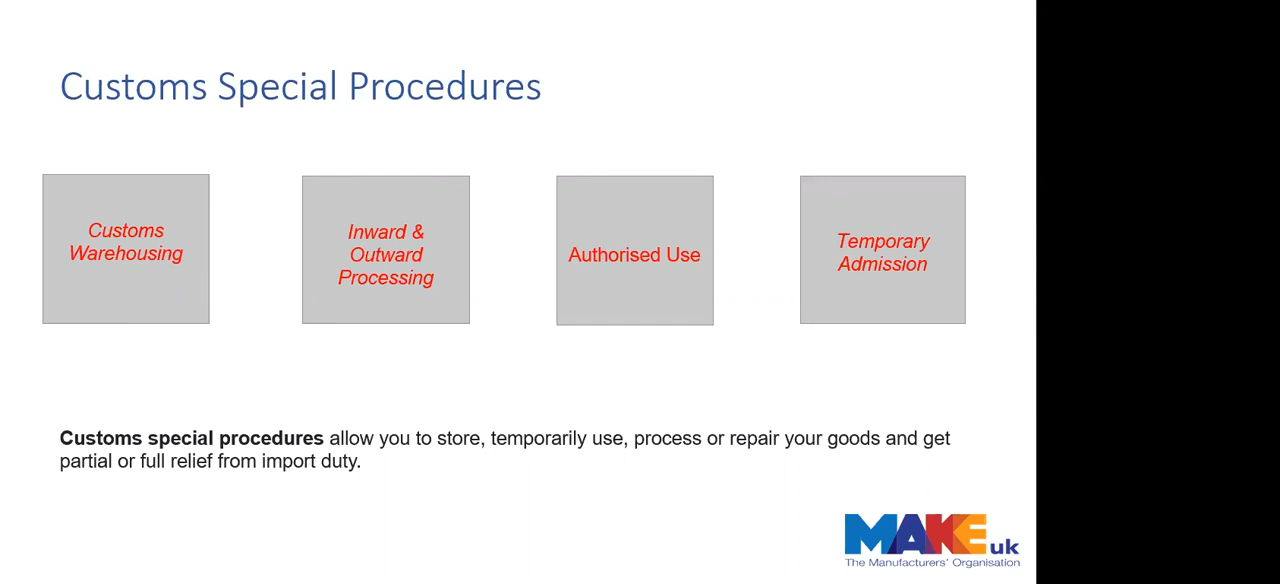 Customs Special Procedures
Customs
Warehousing
Inward &
Outward
Processing
Authorised Use
Temporary
Admission
Customs special procedures allow you to store, temporarily use, process or repair your goods and get
partial or full relief from import duty.
MAKE uk
The Manufacturers' Organisation